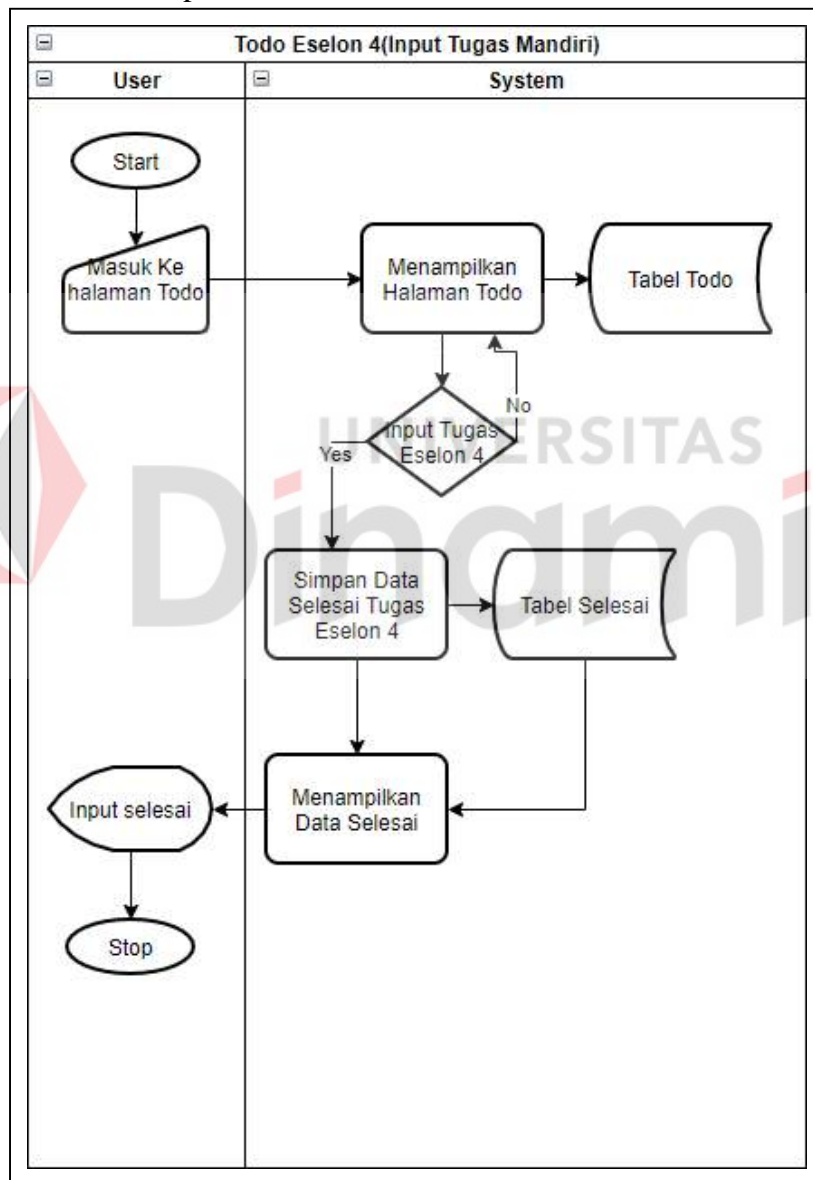 Todo Eselon 4(Input Tugas Mandiri)
User
System
Start
Masuk Ke
halaman Todo
Menampilkan
Halaman Todo
Tabel Todo
No
Input Tugas
Eselon 4
Yes
UNIVERSITAS
Dinami
Simpan Data
Selesai Tugas
Eselon 4
Tabel Selesai
Input selesai
Menampilkan
Data Selesai
Stop